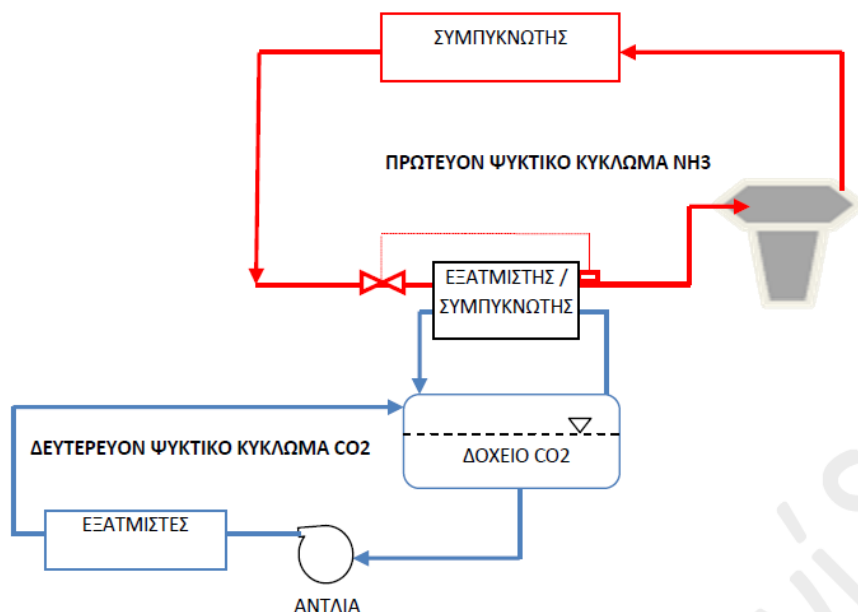 ΣΥΜΠΥΚΝΩΤΗΣ
ΠΡΩΤΕΥΟΝ ΨΥΚΤΙΚΟ ΚΥΚΛΩΜΑ NH3
ΕΞΑΤΜΙΣΤΗΣ /
ΣΥΜΠΥΚΝΩΤΗΣ
ΔΕΥΤΕΡΕΥΟΝ ΨΥΚΤΙΚΟ ΚΥΚΛΩΜΑ CO2
ΔΟΧΕΙΟ CO2
ΕΞΑΤΜΙΣΤΕΣ
ΑΝΤΛΙΑ